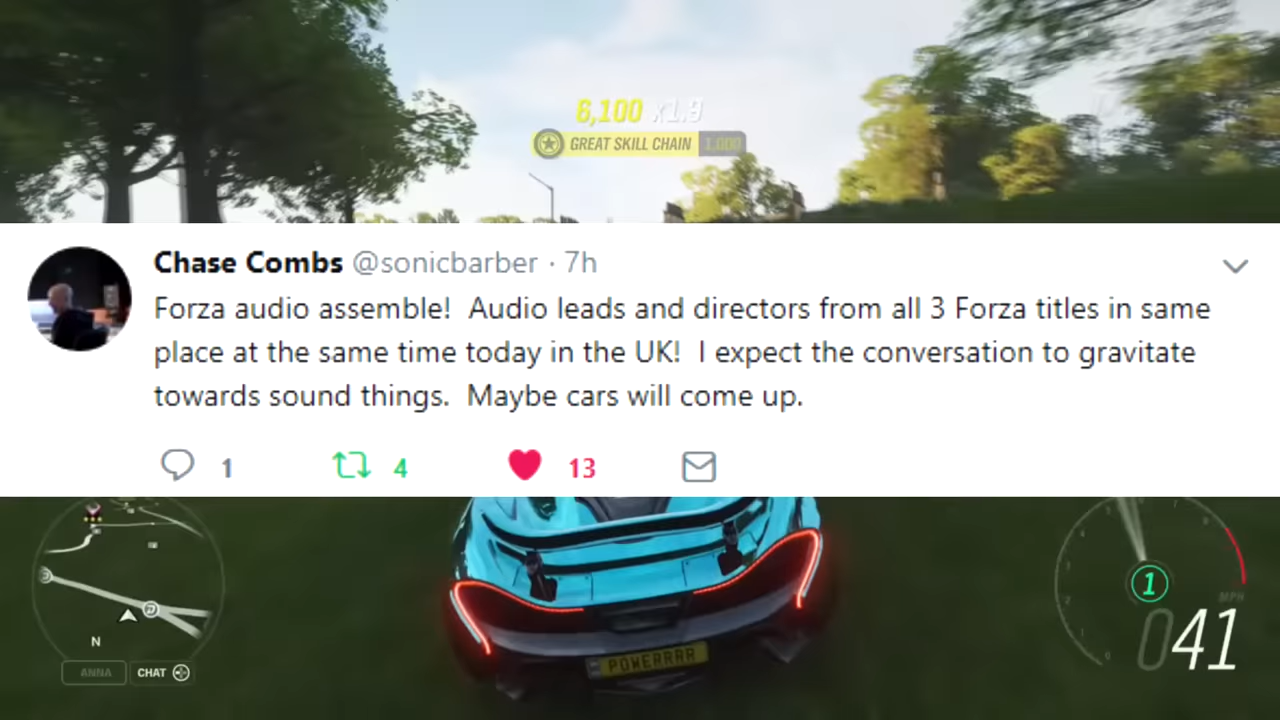 6,100 x1.9
GREAT SKILL CHAIN 1,000
Chase Combs @sonicbarber · 7h
Forza audio assemble!  Audio leads and directors from all 3 Forza titles in same
place at the same time today in the UK!  I expect the conversation to gravitate
towards sound things.  Maybe cars will come up.
1 4 13
N
ANNA CHAT
POWERRRR
1
MPH
041